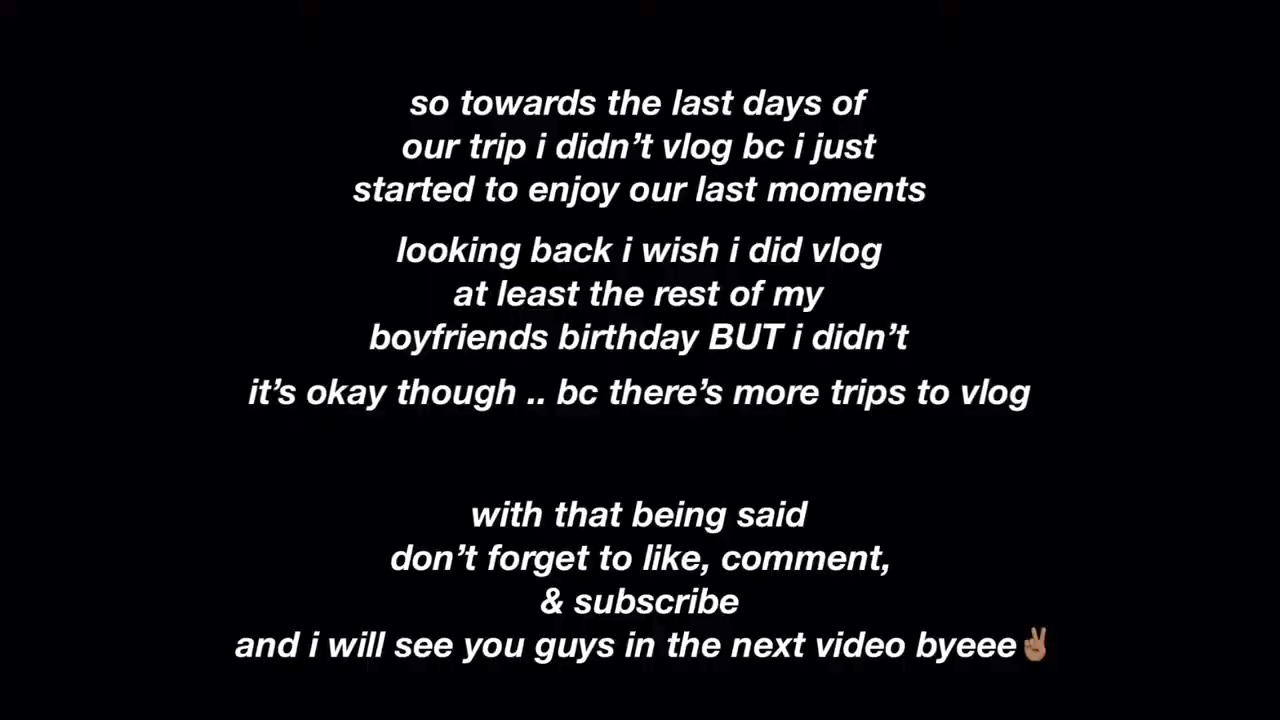 so towards the last days of
our trip i didn’t vlog bc i just
started to enjoy our last moments
looking back i wish i did vlog
at least the rest of my
boyfriends birthday BUT i didn’t
it’s okay though .. bc there’s more trips to vlog
with that being said
don’t forget to like, comment,
& subscribe
and i will see you guys in the next video byeee✌🏽